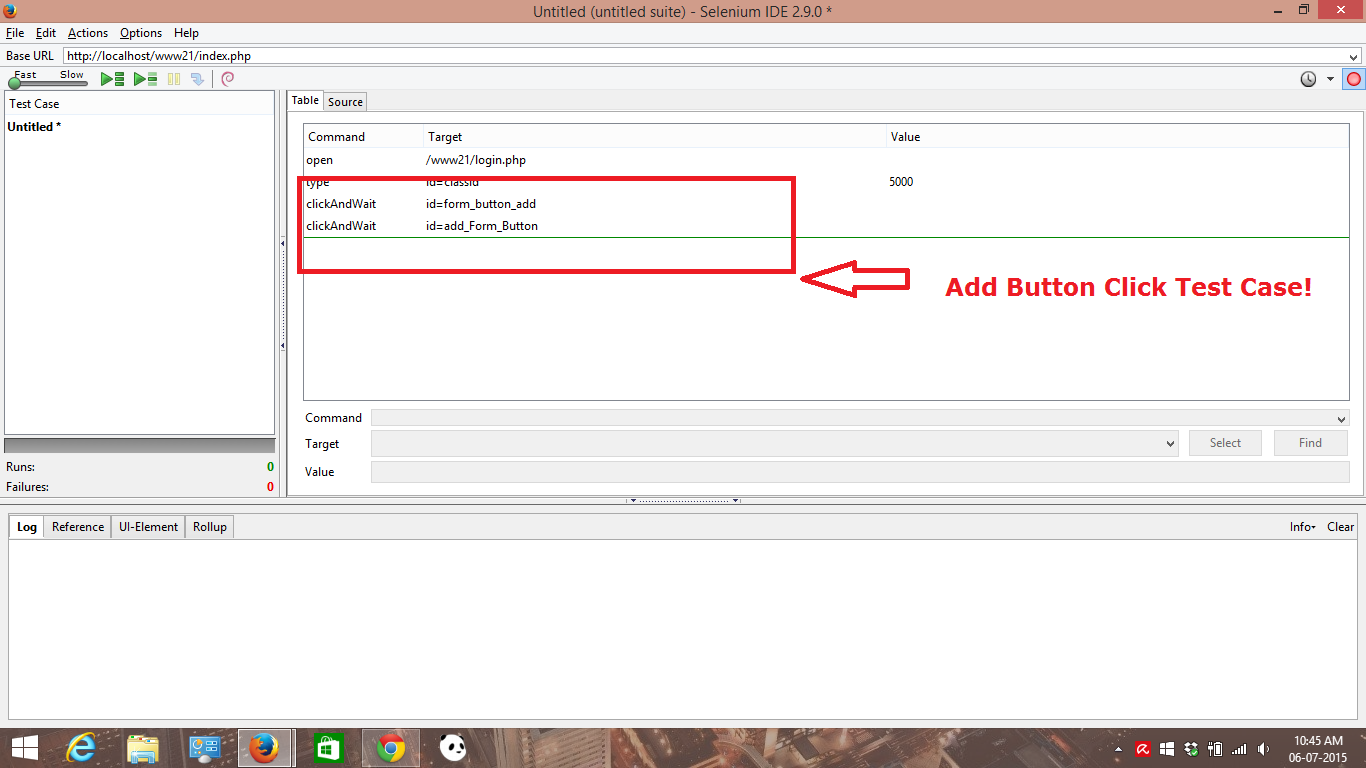 Untitled (untitled suite) - Selenium IDE 2.9.0 *
File Edit Actions Options Help
Base URL http://localhost/www21/index.php
Fast Slow
Test Case
Untitled *
Table Source
Command Target Value
open /www21/login.php
type id=classid 5000
clickAndWait id=form_button_add
clickAndWait id=add_Form_Button
Add Button Click Test Case!
Command
Target Select Find
Value
Runs: 0
Failures: 0
Log Reference UI-Element Rollup Info Clear
10:45 AM
06-07-2015